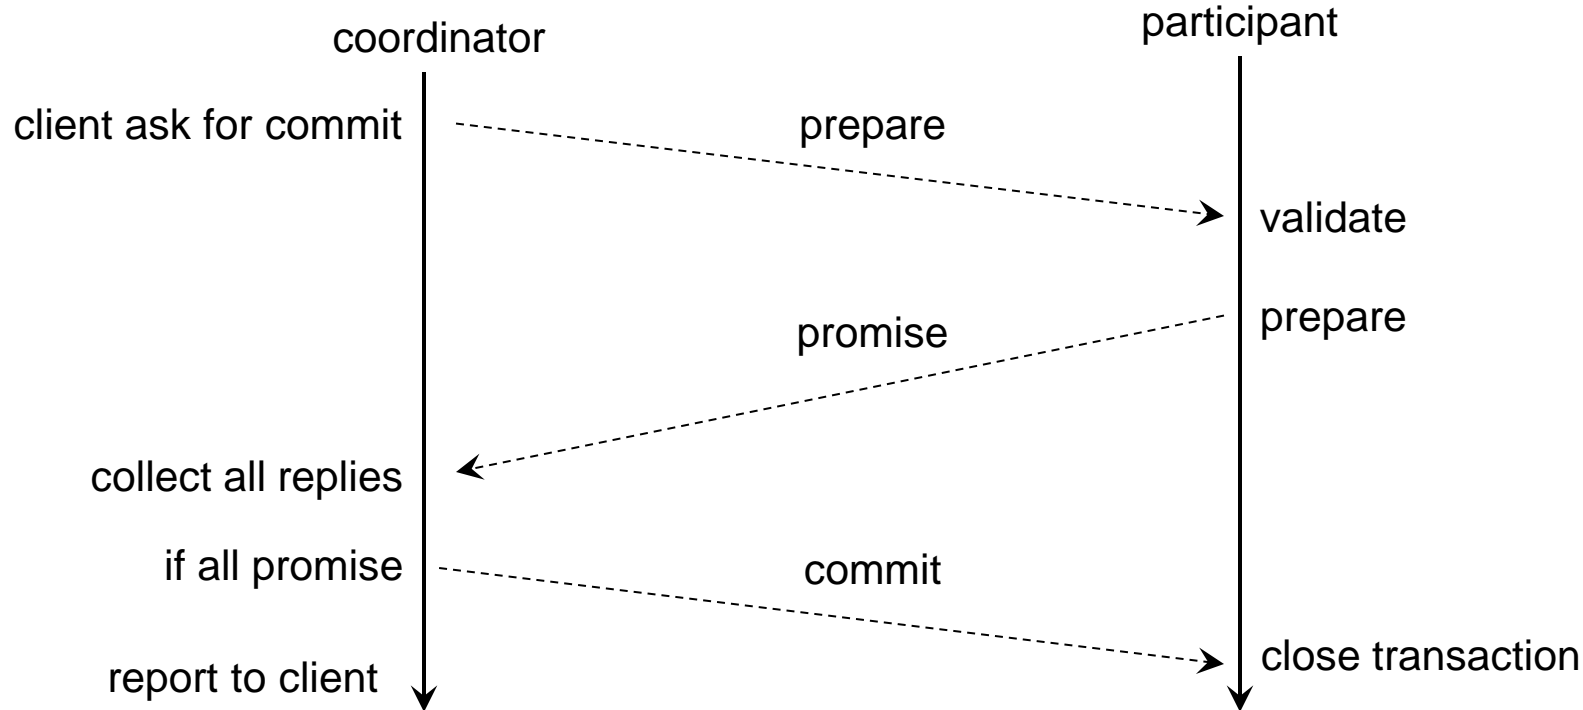 coordinator
participant
client ask for commit
prepare
validate
promise
prepare
collect all replies
if all promise
commit
close transaction
report to client